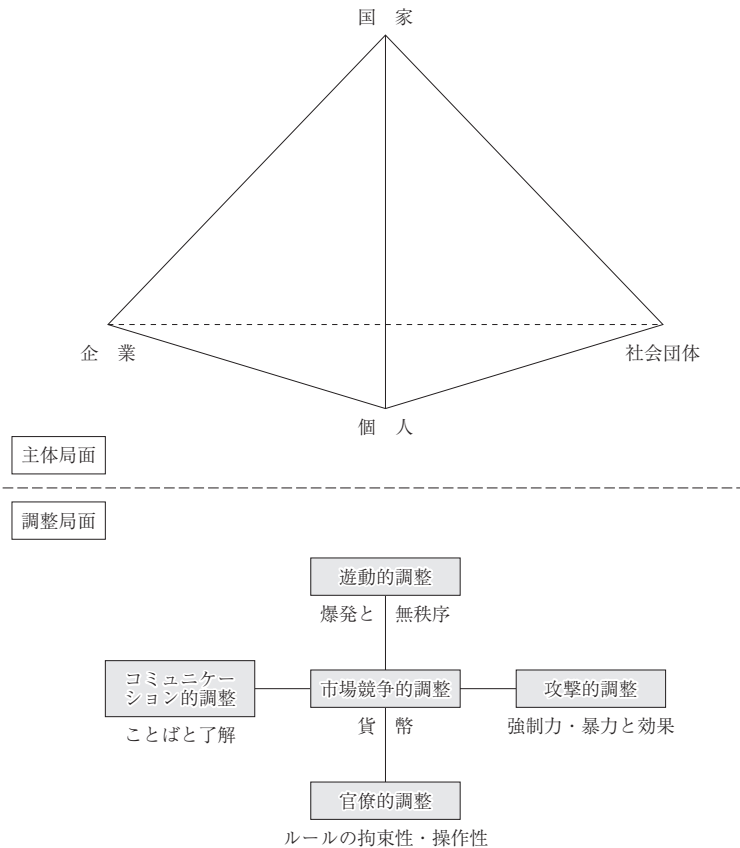 国　家
企　業
社会団体
個　人
主体局面
調整局面
遊動的調整
爆発と　無秩序
コミュニケー
ション的調整
ことばと了解
市場競争的調整
貨　幣
攻撃的調整
強制力・暴力と効果
官僚的調整
ルールの拘束性・操作性